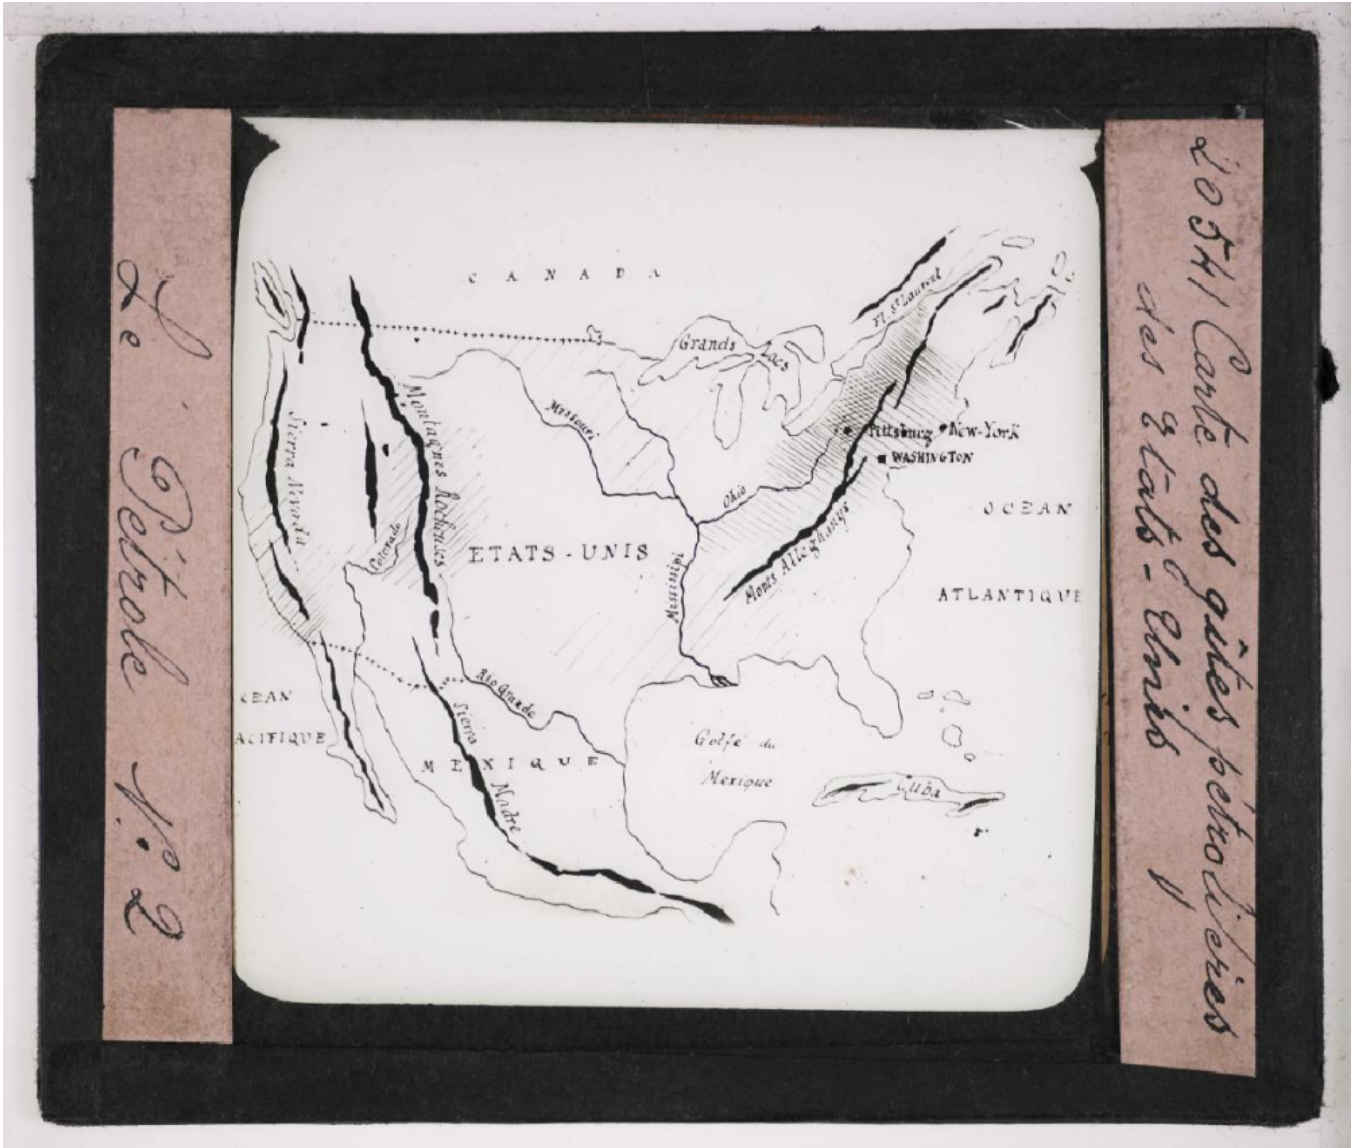 Le Pétrole N.º 2
CANADA
Fl. St Laurent
Grands Lacs
Montagnes Rocheuses
Missouri
Sierra Nevada
Pittsburg
New-York
WASHINGTON
Ohio
OCEAN
ATLANTIQUE
Colorado
ETATS-UNIS
Mississipi
Monts Alleghanys
Rio Grande
CEAN
ACIFIQUE
Sierra Madre
MEXIQUE
Golfe du
Mexique
CUBA
20541 Carte des gîtes pétrolifères
des Etats-Unis V